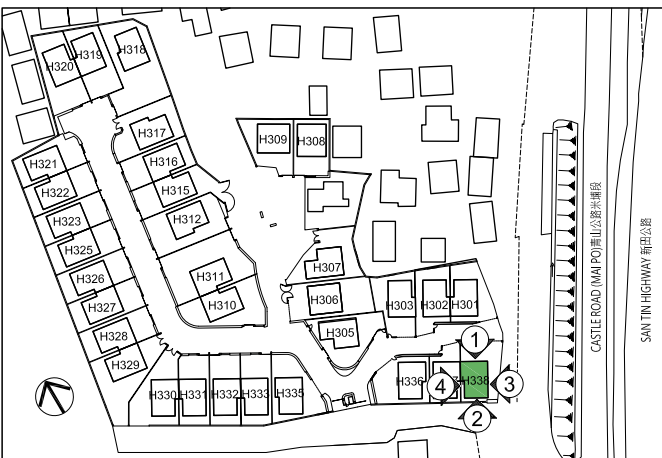 H318
H319
H320
H317
H309
H308
H316
H321
H315
H322
H312
H323
H325
H307
H311
H326
H306
H303
H302
H301
H310
H327
H305
H328
H329
1
H336
H338
4
3
H330
H331
H332
H333
H335
2
CASTLE ROAD (MAI PO)青山公路米埔段
SAN TIN HIGHWAY 新田公路